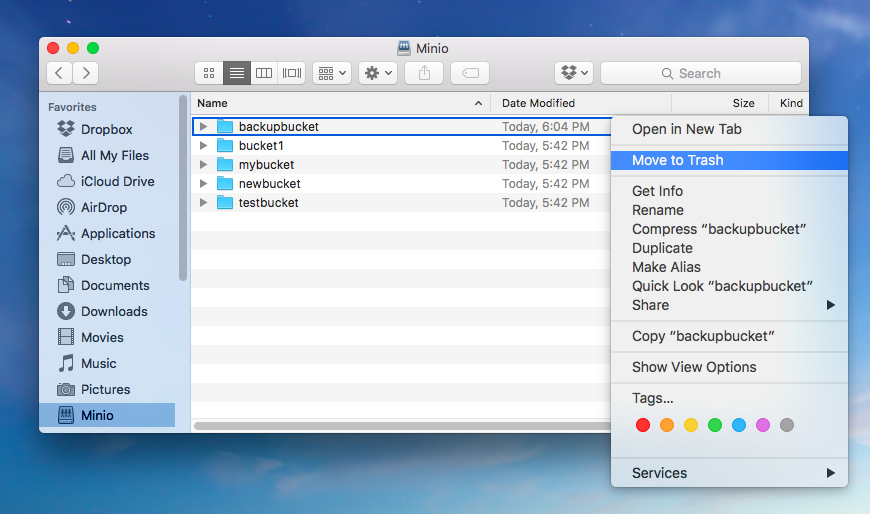 Minio
Search
Favorites
Dropbox
All My Files
iCloud Drive
AirDrop
Applications
Desktop
Documents
Downloads
Movies
Music
Pictures
Minio
Name Date Modified Size Kind
backupbucket Today, 6:04 PM
bucket1 Today, 5:42 PM
mybucket Today, 5:42 PM
newbucket Today, 5:42 PM
testbucket Today, 5:42 PM
Open in New Tab
Move to Trash
Get Info
Rename
Compress “backupbucket”
Duplicate
Make Alias
Quick Look “backupbucket”
Share
Copy “backupbucket”
Show View Options
Tags...
Services